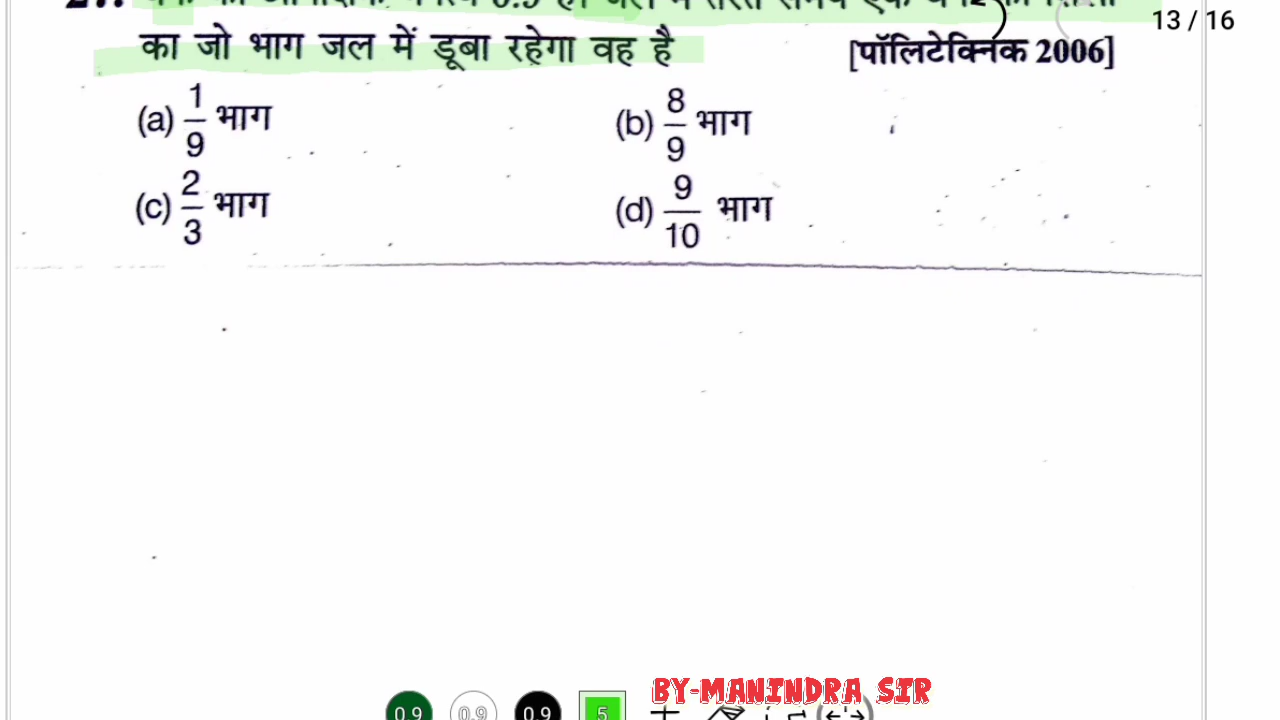 13 / 16
का जो भाग जल में डूबा रहेगा वह है [पॉलिटेक्निक 2006]
(a) 1/9 भाग (b) 8/9 भाग
(c) 2/3 भाग (d) 9/10 भाग
BY-MANINDRA SIR
0.9 0.9 0.9 5